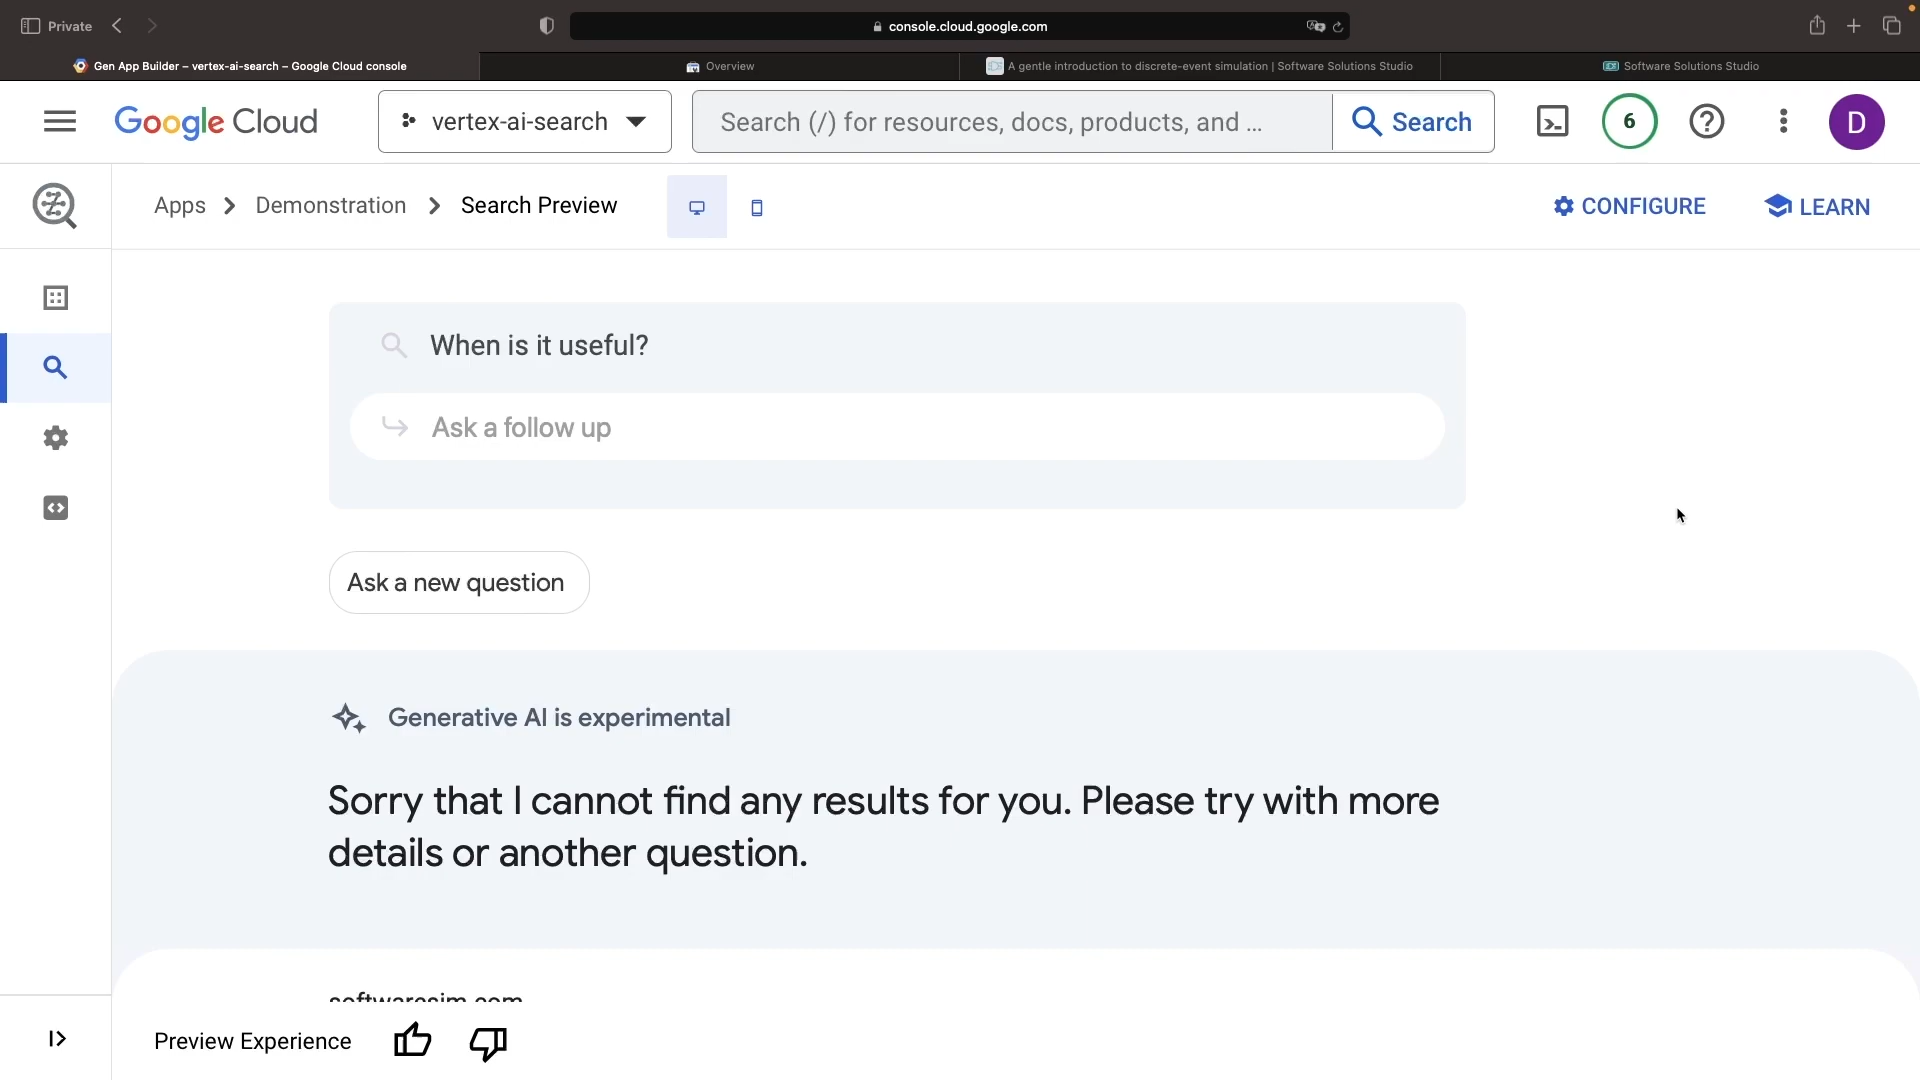 Private
console.cloud.google.com
Gen App Builder – vertex-ai-search – Google Cloud console
Overview
A gentle introduction to discrete-event simulation | Software Solutions Studio
Software Solutions Studio
Google Cloud
vertex-ai-search
Search (/) for resources, docs, products, and ...
Search
6
D
Apps
Demonstration
Search Preview
CONFIGURE
LEARN
When is it useful?
Ask a follow up
Ask a new question
Generative AI is experimental
Sorry that I cannot find any results for you. Please try with more
details or another question.
softwaresim.com
Preview Experience